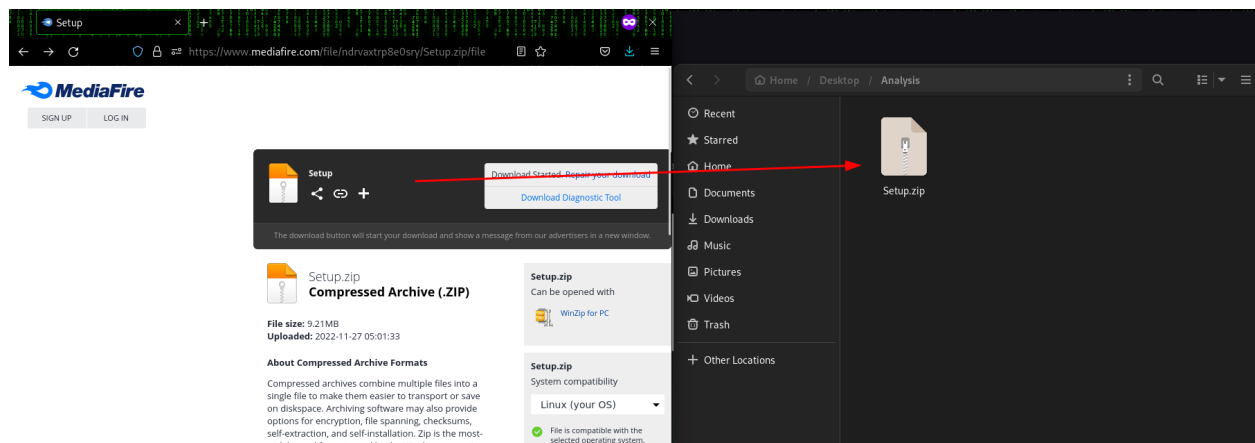 Setup
https://www.mediafire.com/file/ndrvaxtrp8e0sry/Setup.zip/file
MediaFire
SIGN UP LOG IN
Setup
Download Started. Repair your download
Download Diagnostic Tool
The download button will start your download and show a message from our advertisers in a new window.
Setup.zip
Compressed Archive (.ZIP)
File size: 9.21MB
Uploaded: 2022-11-27 05:01:33
About Compressed Archive Formats
Compressed archives combine multiple files into a
single file to make them easier to transport or save
on diskspace. Archiving software may also provide
options for encryption, file spanning, checksums,
self-extraction, and self-installation. Zip is the most-
Setup.zip
Can be opened with
WinZip for PC
Setup.zip
System compatibility
Linux (your OS)
File is compatible with the
selected operating system.
Home / Desktop / Analysis
Recent
Starred
Home
Documents
Downloads
Music
Pictures
Videos
Trash
Other Locations
Setup.zip